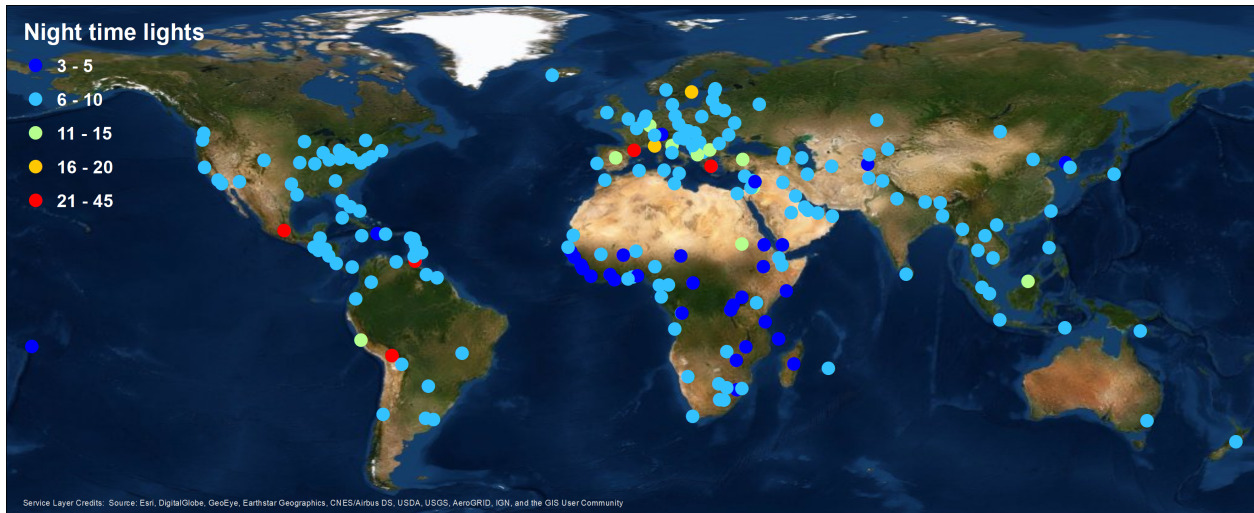 Night time lights
3 - 5
6 - 10
11 - 15
16 - 20
21 - 45
Service Layer Credits: Source: Esri, DigitalGlobe, GeoEye, Earthstar Geographics, CNES/Airbus DS, USDA, USGS, AeroGRID, IGN, and the GIS User Community